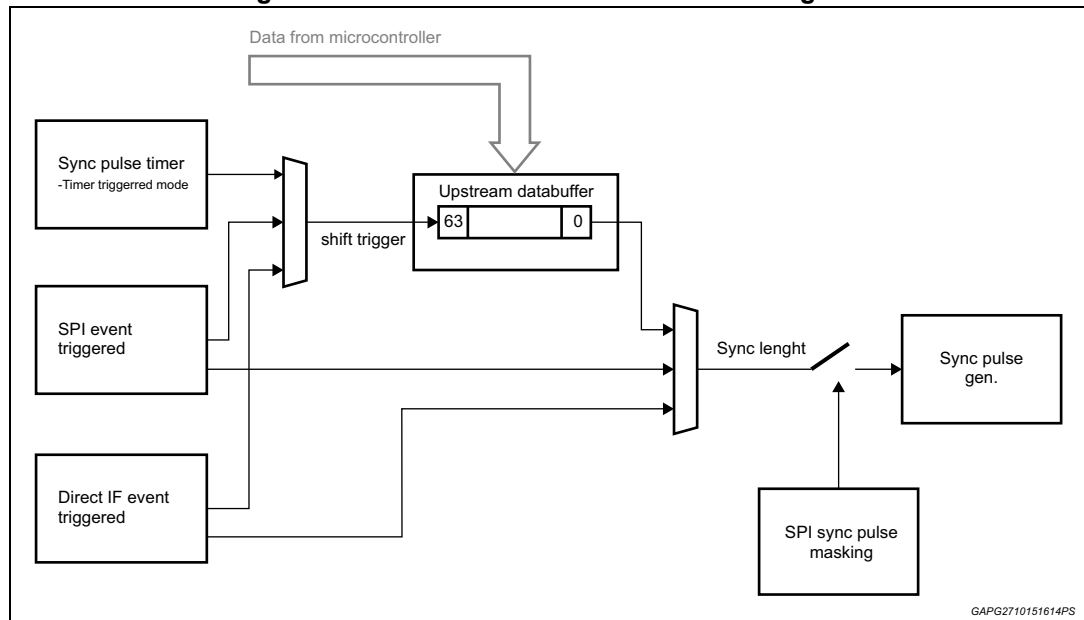 Data from microcontroller
Sync pulse timer
-Timer triggerred mode
Upstream databuffer
63
0
shift trigger
SPI event
triggered
Sync lenght
Sync pulse
gen.
Direct IF event
triggered
SPI sync pulse
masking
GAPG2710151614PS